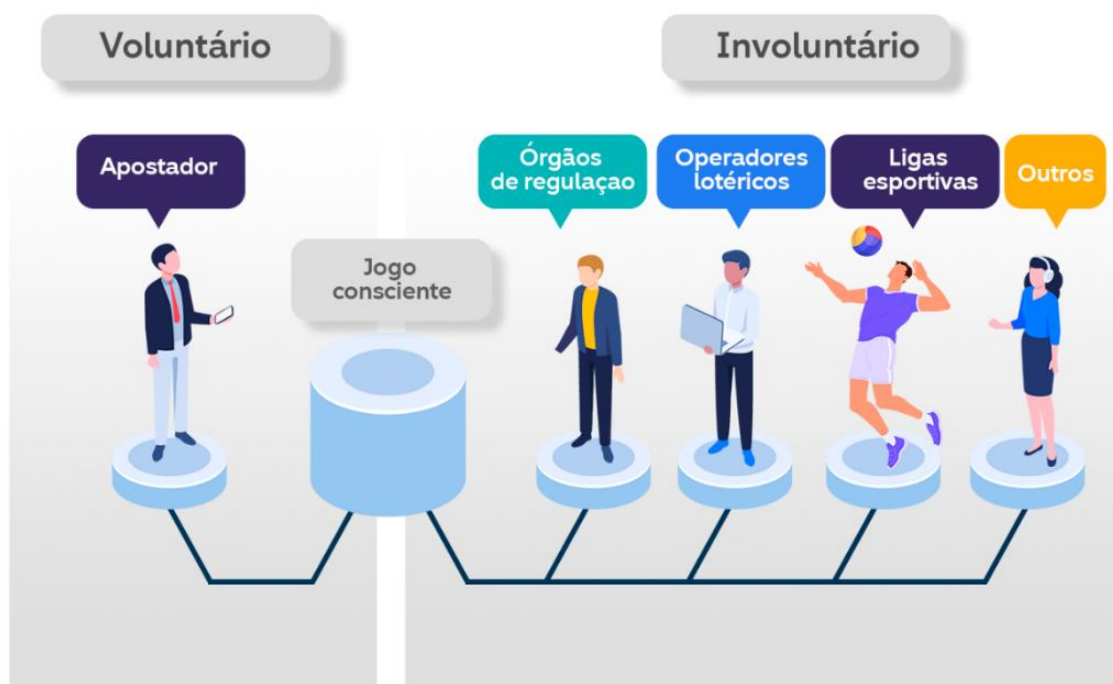 Voluntário
Involuntário
Apostador
Órgãos
de regulaçao
Operadores
lotéricos
Ligas
esportivas
Outros
Jogo
consciente